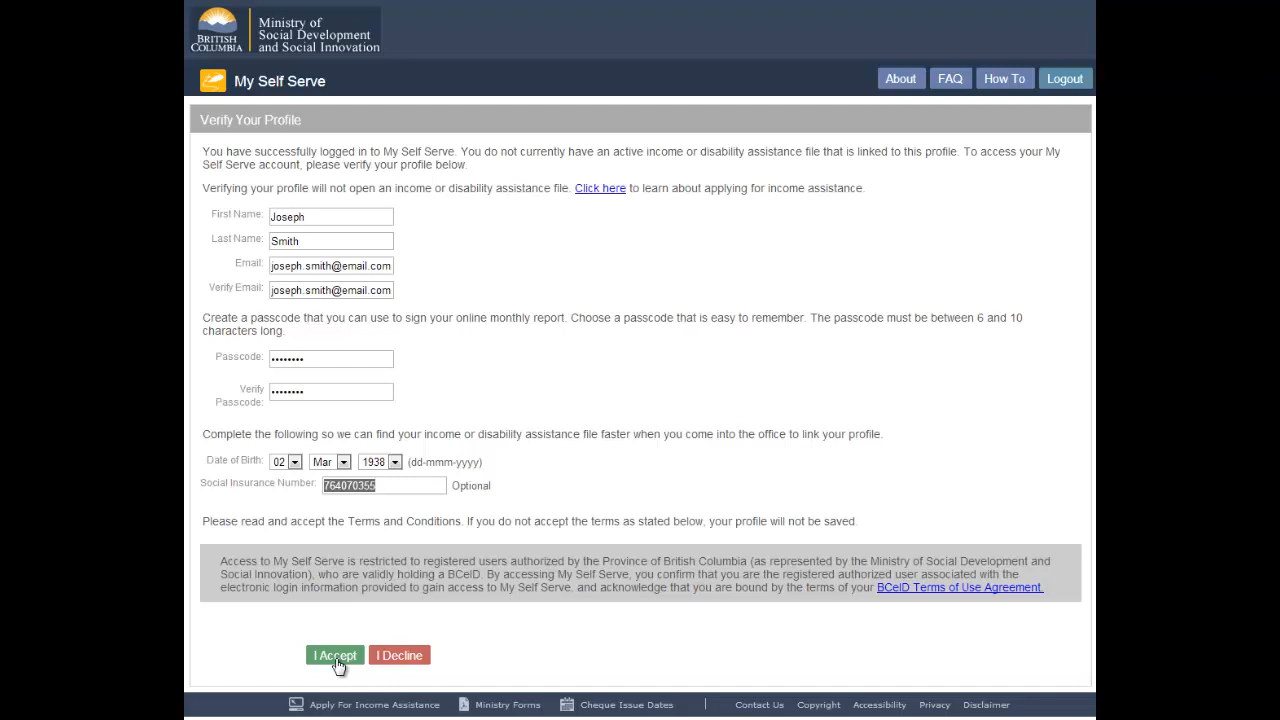 BRITISH
COLUMBIA
Ministry of
Social Development
and Social Innovation
My Self Serve
About FAQ How To Logout
Verify Your Profile
You have successfully logged in to My Self Serve. You do not currently have an active income or disability assistance file that is linked to this profile. To access your My
Self Serve account, please verify your profile below.
Verifying your profile will not open an income or disability assistance file. Click here to learn about applying for income assistance.
First Name: Joseph
Last Name: Smith
Email: joseph.smith@email.com
Verify Email: joseph.smith@email.com
Create a passcode that you can use to sign your online monthly report. Choose a passcode that is easy to remember. The passcode must be between 6 and 10
characters long.
Passcode: ••••••••
Verify ••••••••
Passcode:
Complete the following so we can find your income or disability assistance file faster when you come into the office to link your profile.
Date of Birth: 02 Mar 1938 (dd-mmm-yyyy)
Social Insurance Number: 764070355 Optional
Please read and accept the Terms and Conditions. If you do not accept the terms as stated below, your profile will not be saved.
Access to My Self Serve is restricted to registered users authorized by the Province of British Columbia (as represented by the Ministry of Social Development and
Social Innovation), who are validly holding a BCeID. By accessing My Self Serve, you confirm that you are the registered authorized user associated with the
electronic login information provided to gain access to My Self Serve, and acknowledge that you are bound by the terms of your BCeID Terms of Use Agreement.
I Accept I Decline
Apply For Income Assistance Ministry Forms Cheque Issue Dates | Contact Us Copyright Accessibility Privacy Disclaimer